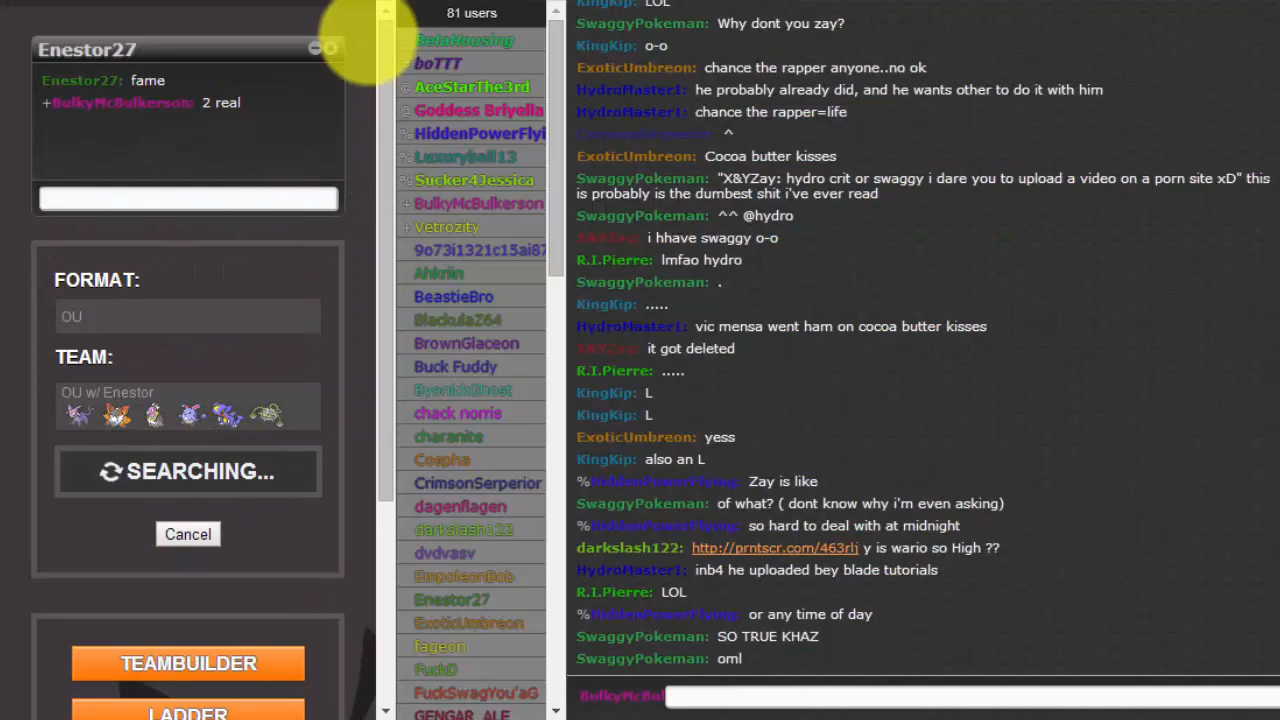 Enestor27
Enestor27: fame
+BulkyMcBulkerson: 2 real
FORMAT:
OU
TEAM:
OU w/ Enestor
SEARCHING...
Cancel
TEAMBUILDER
LADDER
81 users
BetaHousing
boTTT
@AceStarThe3rd
@Goddess Briyella
%HiddenPowerFlyi
%Luxuryball13
%Sucker4Jessica
+BulkyMcBulkerson
+Vetrozity
9o73i1321c15ai87
Ahkriin
BeastieBro
BlackulaZ64
BrownGlaceon
Buck Fuddy
ByonickGhost
chack norris
charanite
Cospha
CrimsonSerperior
dagenflagen
darkslash122
dvdvasv
EmpoleonBob
Enestor27
ExoticUmbreon
fageon
FuckD
FuckSwagYou'aG
GENGAR_ALE
KingKip: LOL
SwaggyPokeman: Why dont you zay?
KingKip: o-o
ExoticUmbreon: chance the rapper anyone..no ok
HydroMaster1: he probably already did, and he wants other to do it with him
HydroMaster1: chance the rapper=life
^
ExoticUmbreon: Cocoa butter kisses
SwaggyPokeman: "X&YZay: hydro crit or swaggy i dare you to upload a video on a porn site xD" this
is probably is the dumbest shit i've ever read
SwaggyPokeman: ^^ @hydro
X&YZay: i hhave swaggy o-o
R.I.Pierre: lmfao hydro
SwaggyPokeman: .
KingKip: .....
HydroMaster1: vic mensa went ham on cocoa butter kisses
X&YZay: it got deleted
R.I.Pierre: .....
KingKip: L
KingKip: L
ExoticUmbreon: yess
KingKip: also an L
%HiddenPowerFlying: Zay is like
SwaggyPokeman: of what? ( dont know why i'm even asking)
%HiddenPowerFlying: so hard to deal with at midnight
darkslash122: http://prntscr.com/463rlj y is wario so High ??
HydroMaster1: inb4 he uploaded bey blade tutorials
R.I.Pierre: LOL
%HiddenPowerFlying: or any time of day
SwaggyPokeman: SO TRUE KHAZ
SwaggyPokeman: oml
BulkyMcBul